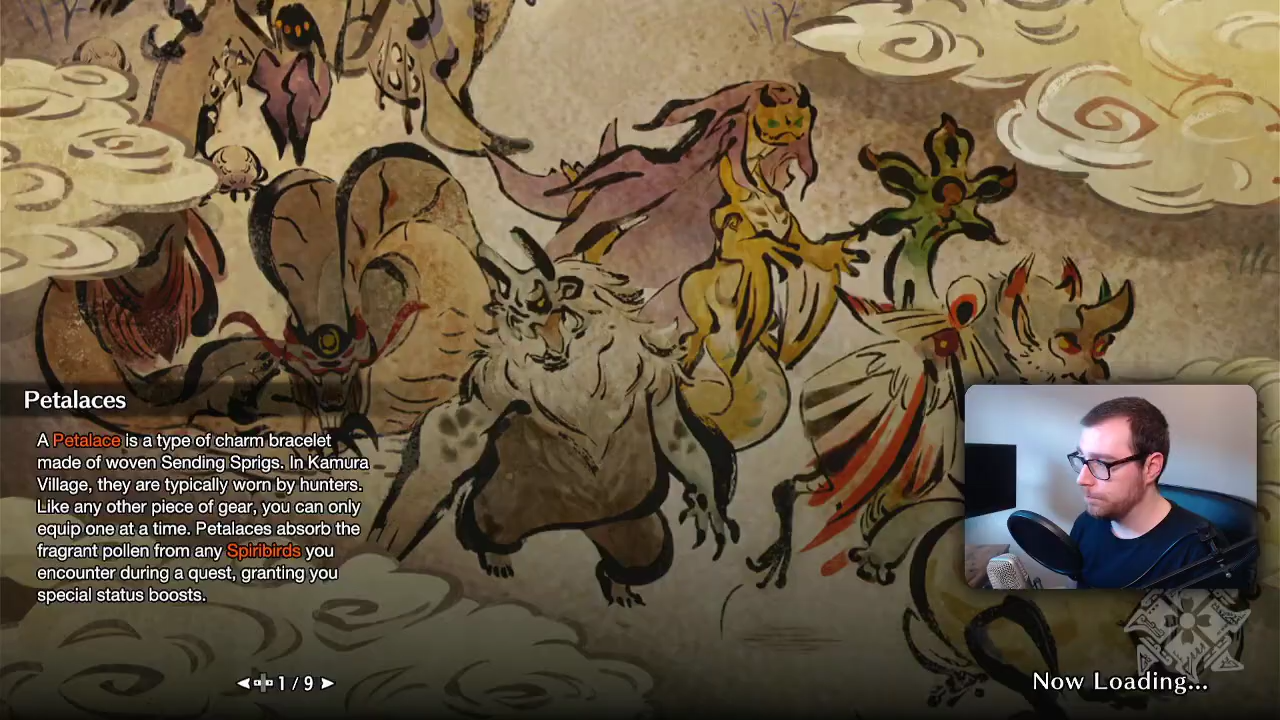 Petalaces
A Petalace is a type of charm bracelet
made of woven Sending Sprigs. In Kamura
Village, they are typically worn by hunters.
Like any other piece of gear, you can only
equip one at a time. Petalaces absorb the
fragrant pollen from any Spiribirds you
encounter during a quest, granting you
special status boosts.
1 / 9
Now Loading...